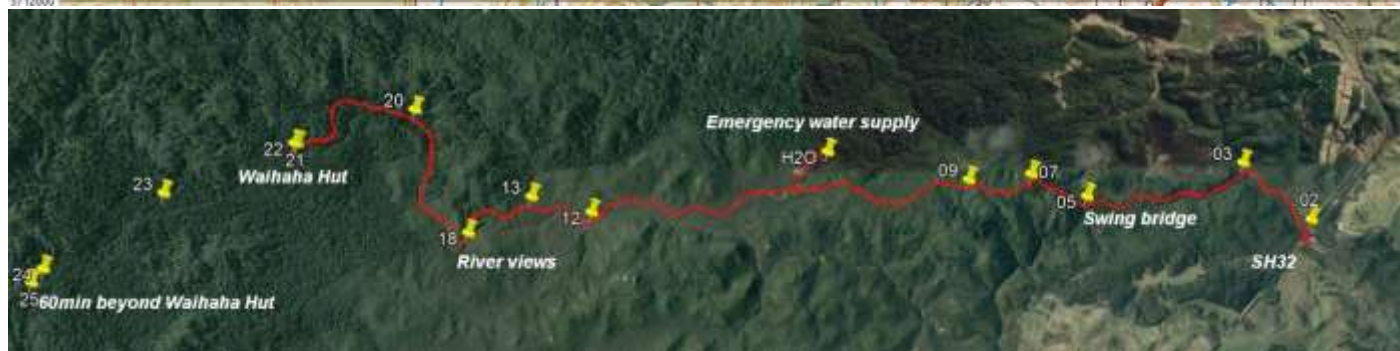 20
22
21
Waihaha Hut
23
24
25
60min beyond Waihaha Hut
13
12
18
River views
Emergency water supply
H2O
09
07
05
Swing bridge
03
02
SH32